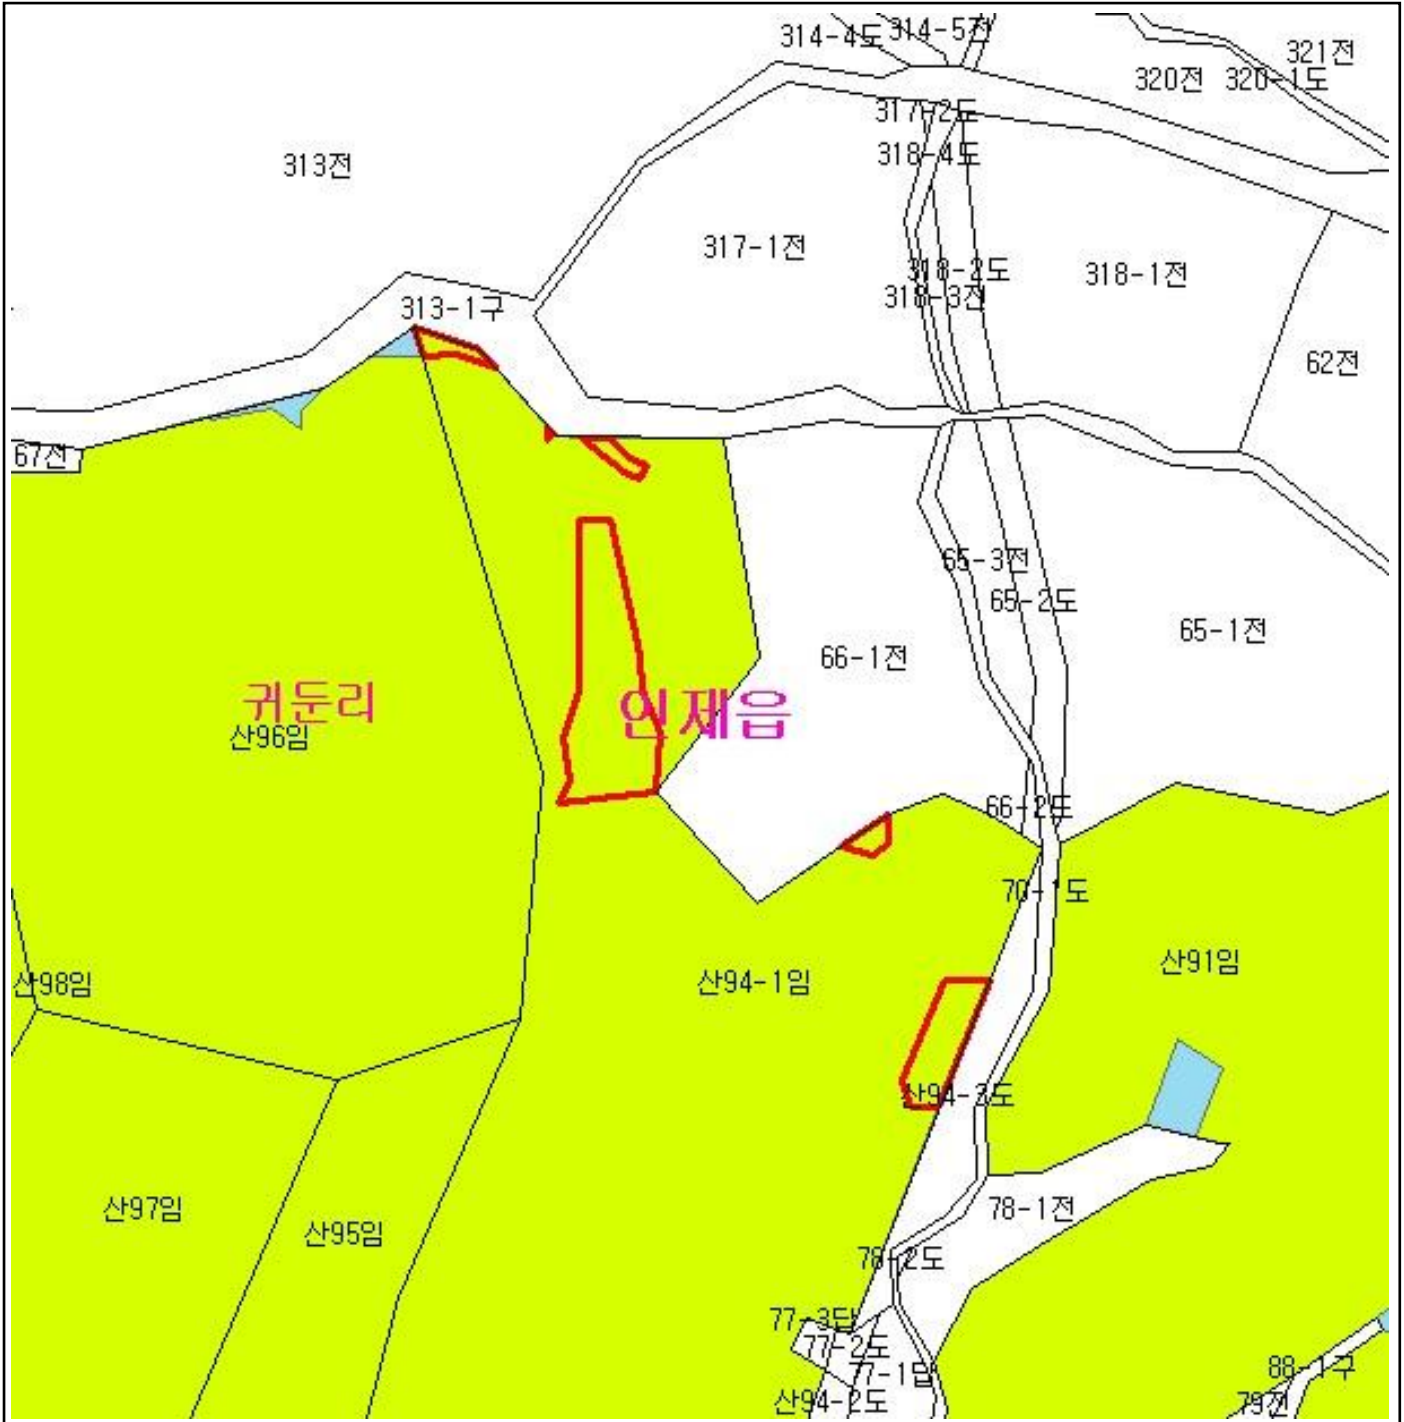 314-4도
314-5전
321전
320전
320-1도
317-2도
318-4도
313전
317-1전
318-2도
318-1전
318-3전
313-1구
62전
67전
65-3전
65-2도
65-1전
66-1전
귀둔리
인제읍
산96임
66-2도
70-1도
산91임
산98임
산94-1임
산94-3도
산97임
78-1전
산95임
78-2도
77-3답
77-2도
77-1답
88-1구
산94-2도
79전